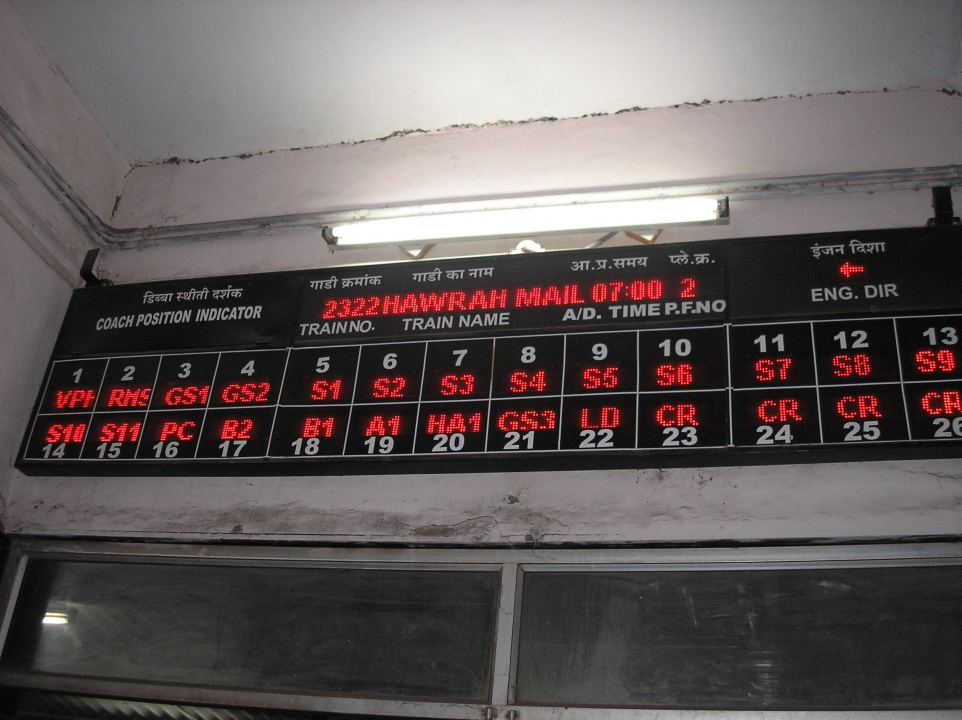 डिब्बा स्थीती दर्शक
COACH POSITION INDICATOR
गाडी क्रमांक गाडी का नाम आ.प्र.समय प्ले.क्र.
2322 HAWRAH MAIL 07:00 2
TRAIN NO. TRAIN NAME A/D. TIME P.F.NO
इंजन दिशा
←
ENG. DIR
1 2 3 4 5 6 7 8 9 10 11 12 13
VPH RMS GS1 GS2 S1 S2 S3 S4 S5 S6 S7 S8 S9
S10 S11 PC B2 B1 A1 HA1 GS3 LD CR CR CR CR
14 15 16 17 18 19 20 21 22 23 24 25 26